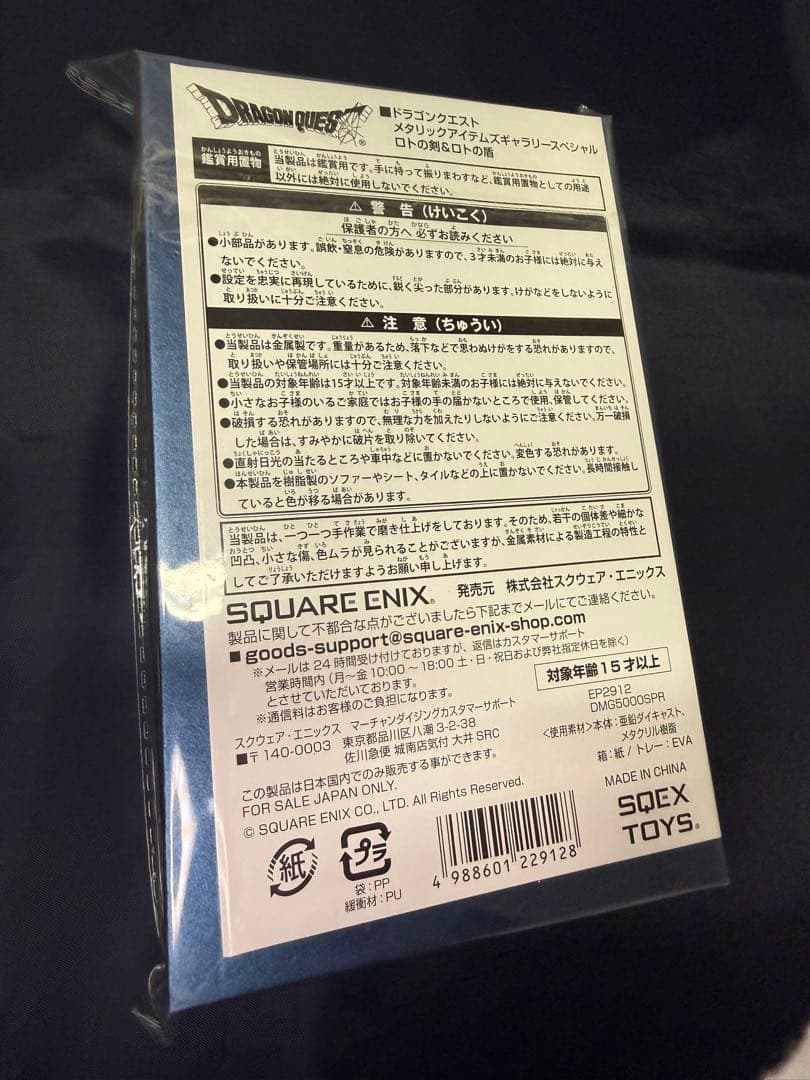 DRAGON QUEST®
■ドラゴンクエスト
メタリックアイテムズギャラリースペシャル
ロトの剣&ロトの盾
鑑賞用置物
当製品は鑑賞用です。手に持って振りまわすなど、鑑賞用置物としての用途
以外には絶対に使用しないでください。
⚠ 警告(けいこく)
保護者の方へ 必ずお読みください
●小部品があります。誤飲・窒息の危険がありますので、3才未満のお子様には絶対に与え
ないでください。
●設定を忠実に再現しているために、鋭く尖った部分があります。けがなどをしないように
取り扱いに十分ご注意ください。
⚠ 注意(ちゅうい)
●当製品は金属製です。重量があるため、落下などで思わぬけがをする恐れがありますので、
取り扱いや保管場所には十分ご注意ください。
●当製品の対象年齢は15才以上です。対象年齢未満のお子様には絶対に与えないでください。
●小さなお子様のいるご家庭ではお子様の手の届かないところで使用、保管してください。
●破損する恐れがありますので、無理な力を加えたりしないようにご注意ください。万一破損
した場合は、すみやかに破片を取り除いてください。
●直射日光の当たるところや車中などに置かないでください。変色する恐れがあります。
●本製品を樹脂製のソファーやシート、タイルなどの上に置かないでください。長時間接触し
ていると色が移る場合があります。
当製品は、一つ一つ手作業で磨き仕上げをしております。そのため、若干の個体差や細かな
凹凸、小さな傷、色ムラが見られることがございますが、金属素材による製造工程の特性と
してご了承いただけますようお願い申し上げます。
SQUARE ENIX® 発売元 株式会社スクウェア・エニックス
製品に関して不都合な点がございましたら下記までメールにてご連絡ください。
■goods-support@square-enix-shop.com
※メールは24時間受け付けておりますが、返信はカスタマーサポート
営業時間内(月〜金10:00〜18:00 土・日・祝日および弊社指定休日を除く)
とさせていただいております。
※通信料はお客様のご負担になります。
対象年齢15才以上
スクウェア・エニックス マーチャンダイジングカスタマーサポート
■〒140-0003 東京都品川区八潮3-2-38
佐川急便 城南店気付 大井SRC
EP2912
DMG5000SPR
<使用素材>本体:亜鉛ダイキャスト、
メタクリル樹脂
箱:紙/トレー:EVA
この製品は日本国内でのみ販売する事ができます。
FOR SALE JAPAN ONLY.
© SQUARE ENIX CO., LTD. All Rights Reserved.
MADE IN CHINA
SQEX
TOYS®
紙
プラ
袋:PP
緩衝材:PU
4 988601 229128